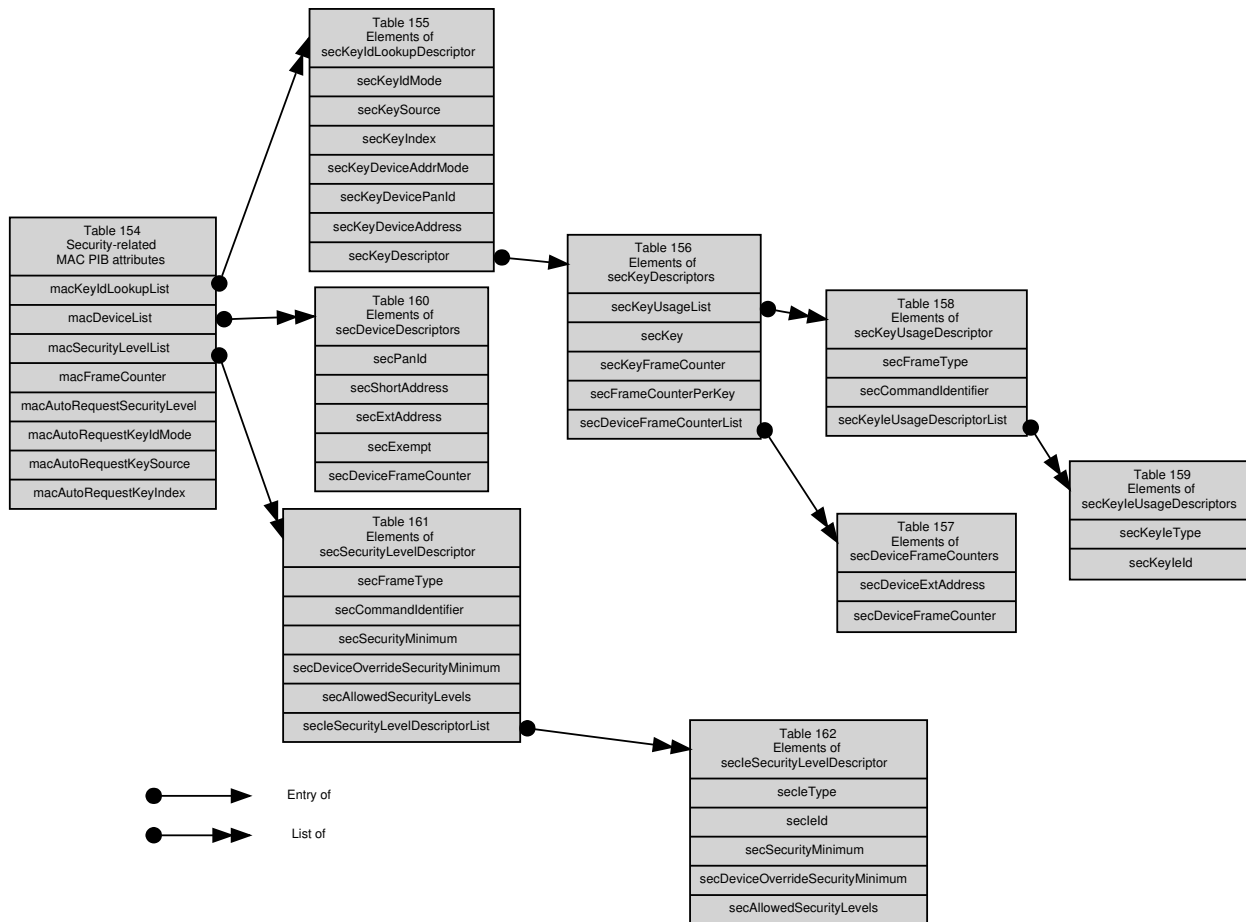 Table 155
Elements of
secKeyIdLookupDescriptor
secKeyIdMode
secKeySource
secKeyIndex
secKeyDeviceAddrMode
secKeyDevicePanId
secKeyDeviceAddress
secKeyDescriptor
Table 154
Security-related
MAC PIB attributes
macKeyIdLookupList
macDeviceList
macSecurityLevelList
macFrameCounter
macAutoRequestSecurityLevel
macAutoRequestKeyIdMode
macAutoRequestKeySource
macAutoRequestKeyIndex
Table 160
Elements of
secDeviceDescriptors
secPanId
secShortAddress
secExtAddress
secExempt
secDeviceFrameCounter
Table 156
Elements of
secKeyDescriptors
secKeyUsageList
secKey
secKeyFrameCounter
secFrameCounterPerKey
secDeviceFrameCounterList
Table 158
Elements of
secKeyUsageDescriptor
secFrameType
secCommandIdentifier
secKeyIeUsageDescriptorList
Table 159
Elements of
secKeyIeUsageDescriptors
secKeyIeType
secKeyIeId
Table 157
Elements of
secDeviceFrameCounters
secDeviceExtAddress
secDeviceFrameCounter
Table 161
Elements of
secSecurityLevelDescriptor
secFrameType
secCommandIdentifier
secSecurityMinimum
secDeviceOverrideSecurityMinimum
secAllowedSecurityLevels
secIeSecurityLevelDescriptorList
Table 162
Elements of
secIeSecurityLevelDescriptor
secIeType
secIeId
secSecurityMinimum
secDeviceOverrideSecurityMinimum
secAllowedSecurityLevels
Entry of
List of